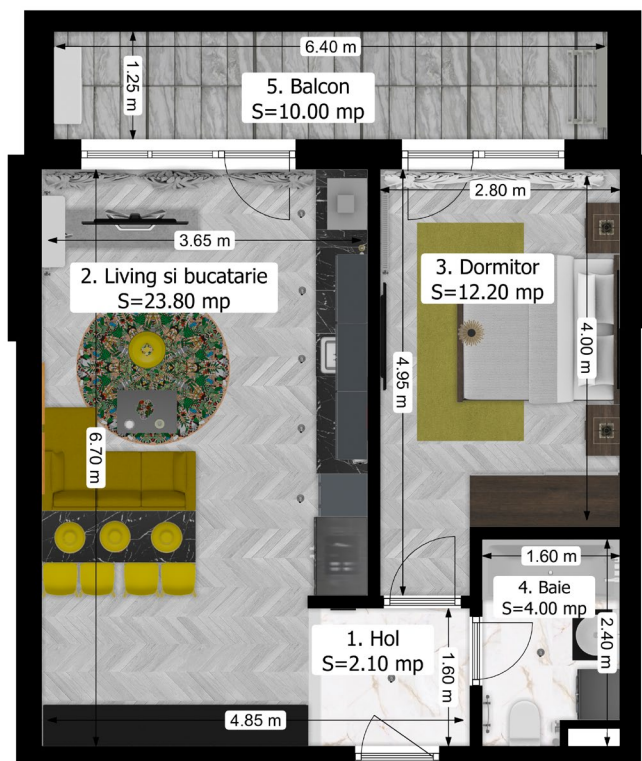 6.40 m
1.25 m
5. Balcon
S=10.00 mp
2.80 m
3.65 m
2. Living si bucatarie
S=23.80 mp
3. Dormitor
S=12.20 mp
4.00 m
4.95 m
6.70 m
1.60 m
4. Baie
S=4.00 mp
2.40 m
1. Hol
S=2.10 mp
1.60 m
4.85 m